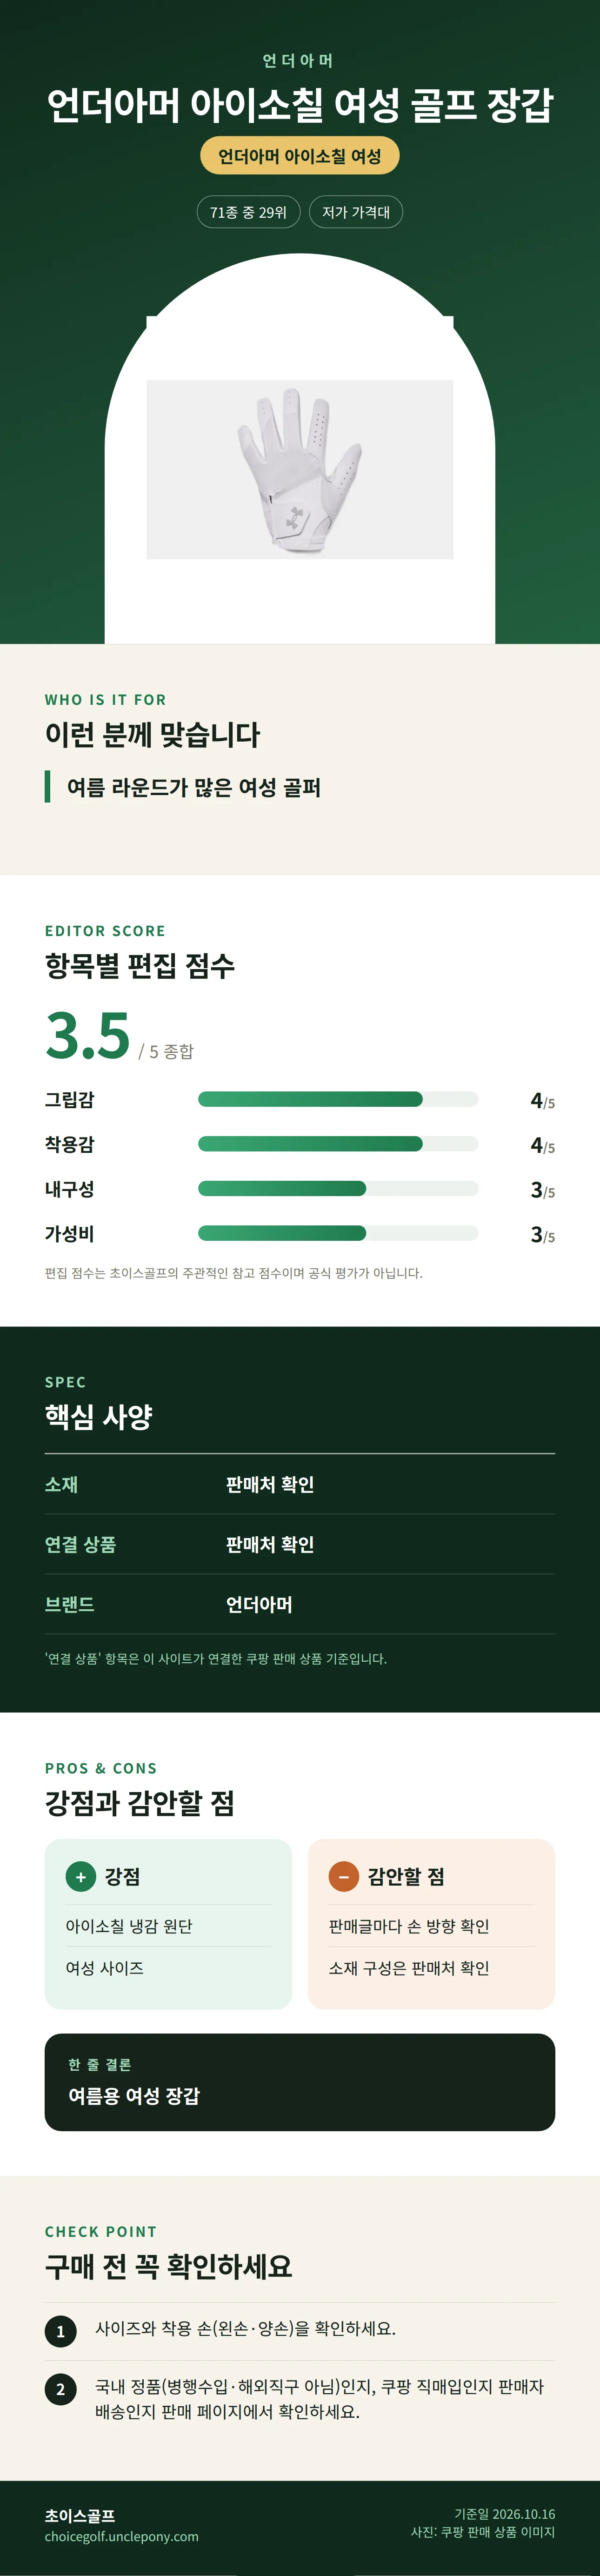 언더아머
언더아머 아이소칠 여성 골프 장갑
언더아머 아이소칠 여성
71종 중 29위
저가 가격대
WHO IS IT FOR
이런 분께 맞습니다
여름 라운드가 많은 여성 골퍼
EDITOR SCORE
항목별 편집 점수
3.5 / 5 종합
그립감 4/5
착용감 4/5
내구성 3/5
가성비 3/5
편집 점수는 초이스골프의 주관적인 참고 점수이며 공식 평가가 아닙니다.
SPEC
핵심 사양
소재 판매처 확인
연결 상품 판매처 확인
브랜드 언더아머
'연결 상품' 항목은 이 사이트가 연결한 쿠팡 판매 상품 기준입니다.
PROS & CONS
강점과 감안할 점
+ 강점
아이소칠 냉감 원단
여성 사이즈
− 감안할 점
판매글마다 손 방향 확인
소재 구성은 판매처 확인
한 줄 결론
여름용 여성 장갑
CHECK POINT
구매 전 꼭 확인하세요
1 사이즈와 착용 손(왼손·양손)을 확인하세요.
2 국내 정품(병행수입·해외직구 아님)인지, 쿠팡 직매입인지 판매자
배송인지 판매 페이지에서 확인하세요.
초이스골프
choicegolf.unclepony.com
기준일 2026.10.16
사진: 쿠팡 판매 상품 이미지